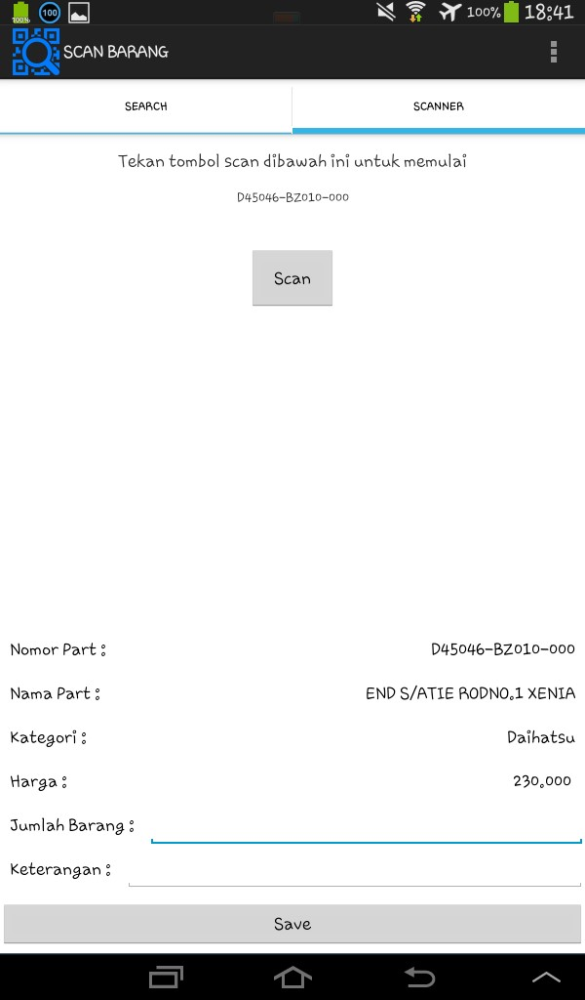 100%
100
100%
18:41
SCAN BARANG
SEARCH
SCANNER
Tekan tombol scan dibawah ini untuk memulai
D45046-BZ010-000
Scan
Nomor Part : D45046-BZ010-000
Nama Part : END S/ATIE RODNO.1 XENIA
Kategori : Daihatsu
Harga : 230.000
Jumlah Barang :
Keterangan :
Save